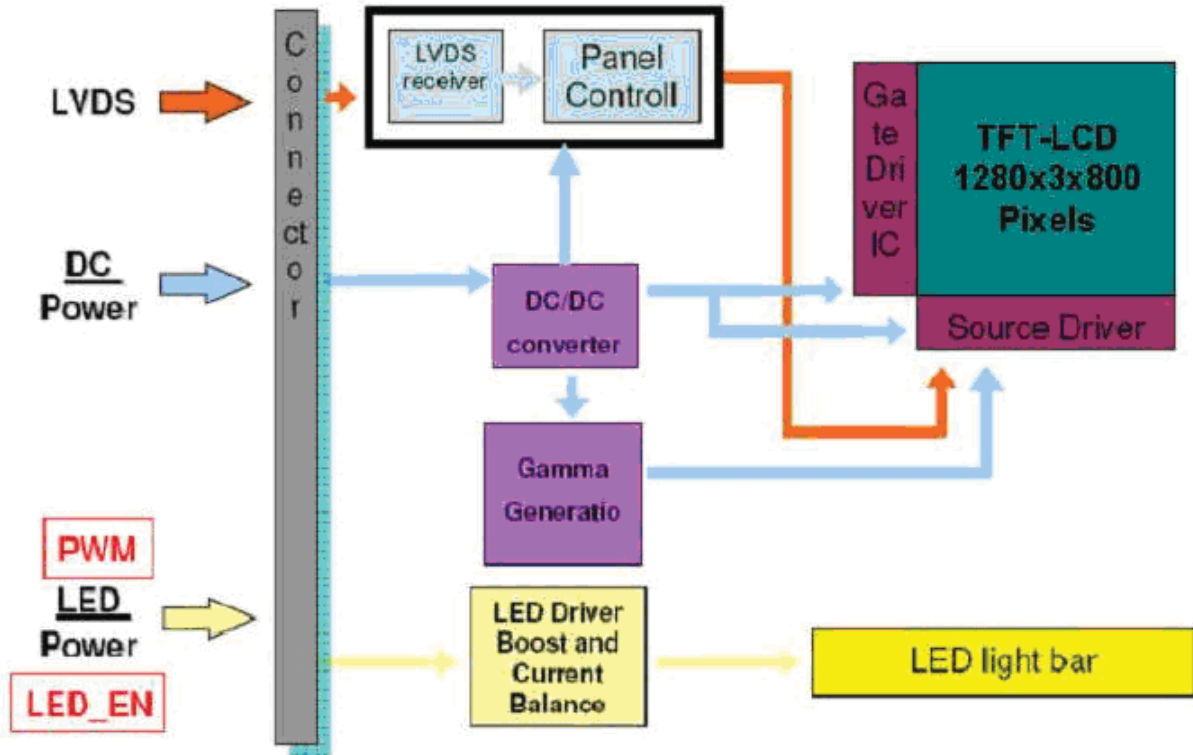 LVDS
DC
Power
PWM
LED
Power
LED_EN
C
o
n
n
e
ct
o
r
LVDS
receiver
Panel
Controll
DC/DC
converter
Gamma
Generatio
LED Driver
Boost and
Current
Balance
Ga
te
Dri
ver
IC
TFT-LCD
1280x3x800
Pixels
Source Driver
LED light bar